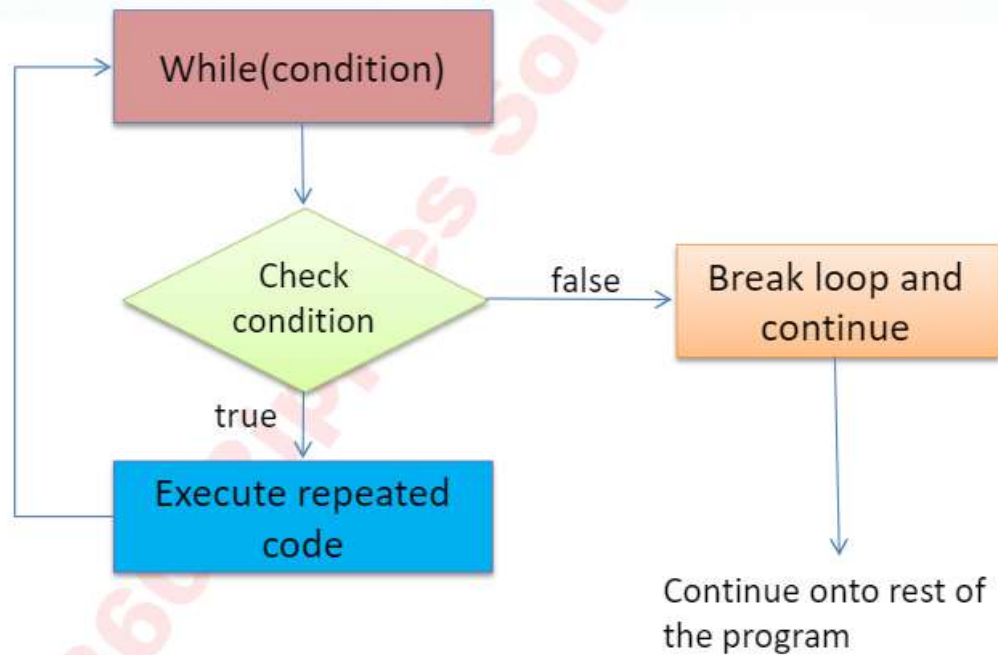 While(condition)
Check
condition
false
Break loop and
continue
true
Execute repeated
code
Continue onto rest of
the program